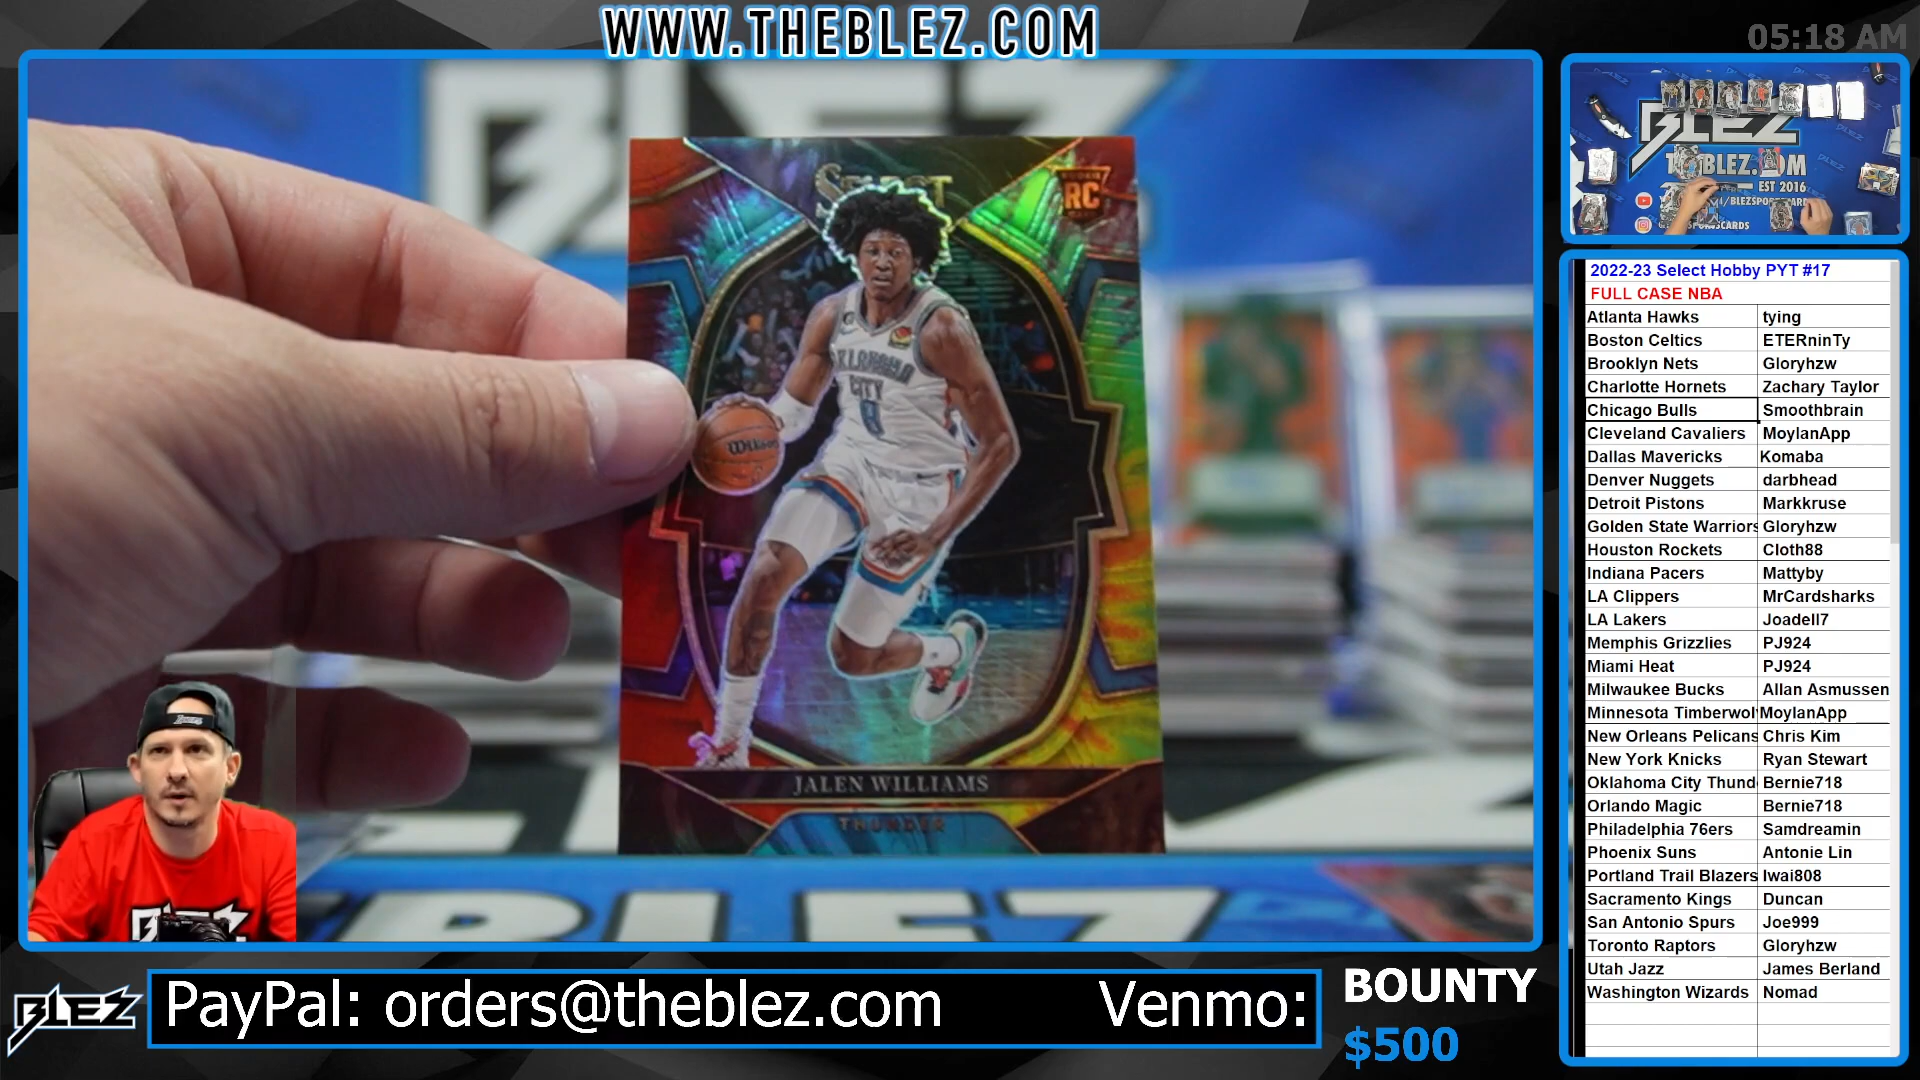 WWW.THEBLEZ.COM
05:18 AM
BLEZ
SELECT
RC
OKLAHOMA
CITY
8
Wilson
JALEN WILLIAMS
THUNDER
BLEZ
BLEZ
BLEZ
EST 2016
2022-23 Select Hobby PYT #17
FULL CASE NBA
Atlanta Hawks tying
Boston Celtics ETERninTy
Brooklyn Nets Gloryhzw
Charlotte Hornets Zachary Taylor
Chicago Bulls Smoothbrain
Cleveland Cavaliers MoylanApp
Dallas Mavericks Komaba
Denver Nuggets darbhead
Detroit Pistons Markkruse
Golden State Warriors Gloryhzw
Houston Rockets Cloth88
Indiana Pacers Mattyby
LA Clippers MrCardsharks
LA Lakers Joadell7
Memphis Grizzlies PJ924
Miami Heat PJ924
Milwaukee Bucks Allan Asmussen
Minnesota Timberwol MoylanApp
New Orleans Pelicans Chris Kim
New York Knicks Ryan Stewart
Oklahoma City Thund Bernie718
Orlando Magic Bernie718
Philadelphia 76ers Samdreamin
Phoenix Suns Antonie Lin
Portland Trail Blazers Iwai808
Sacramento Kings Duncan
San Antonio Spurs Joe999
Toronto Raptors Gloryhzw
Utah Jazz James Berland
Washington Wizards Nomad
BLEZ
PayPal: orders@theblez.com Venmo:
BOUNTY
$500